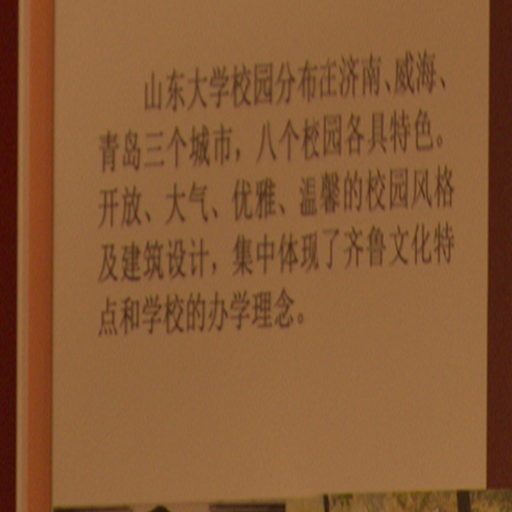 山东大学校园分布在济南、威海、
青岛三个城市，八个校园各具特色。
开放、大气、优雅、温馨的校园风格
及建筑设计，集中体现了齐鲁文化特
点和学校的办学理念。